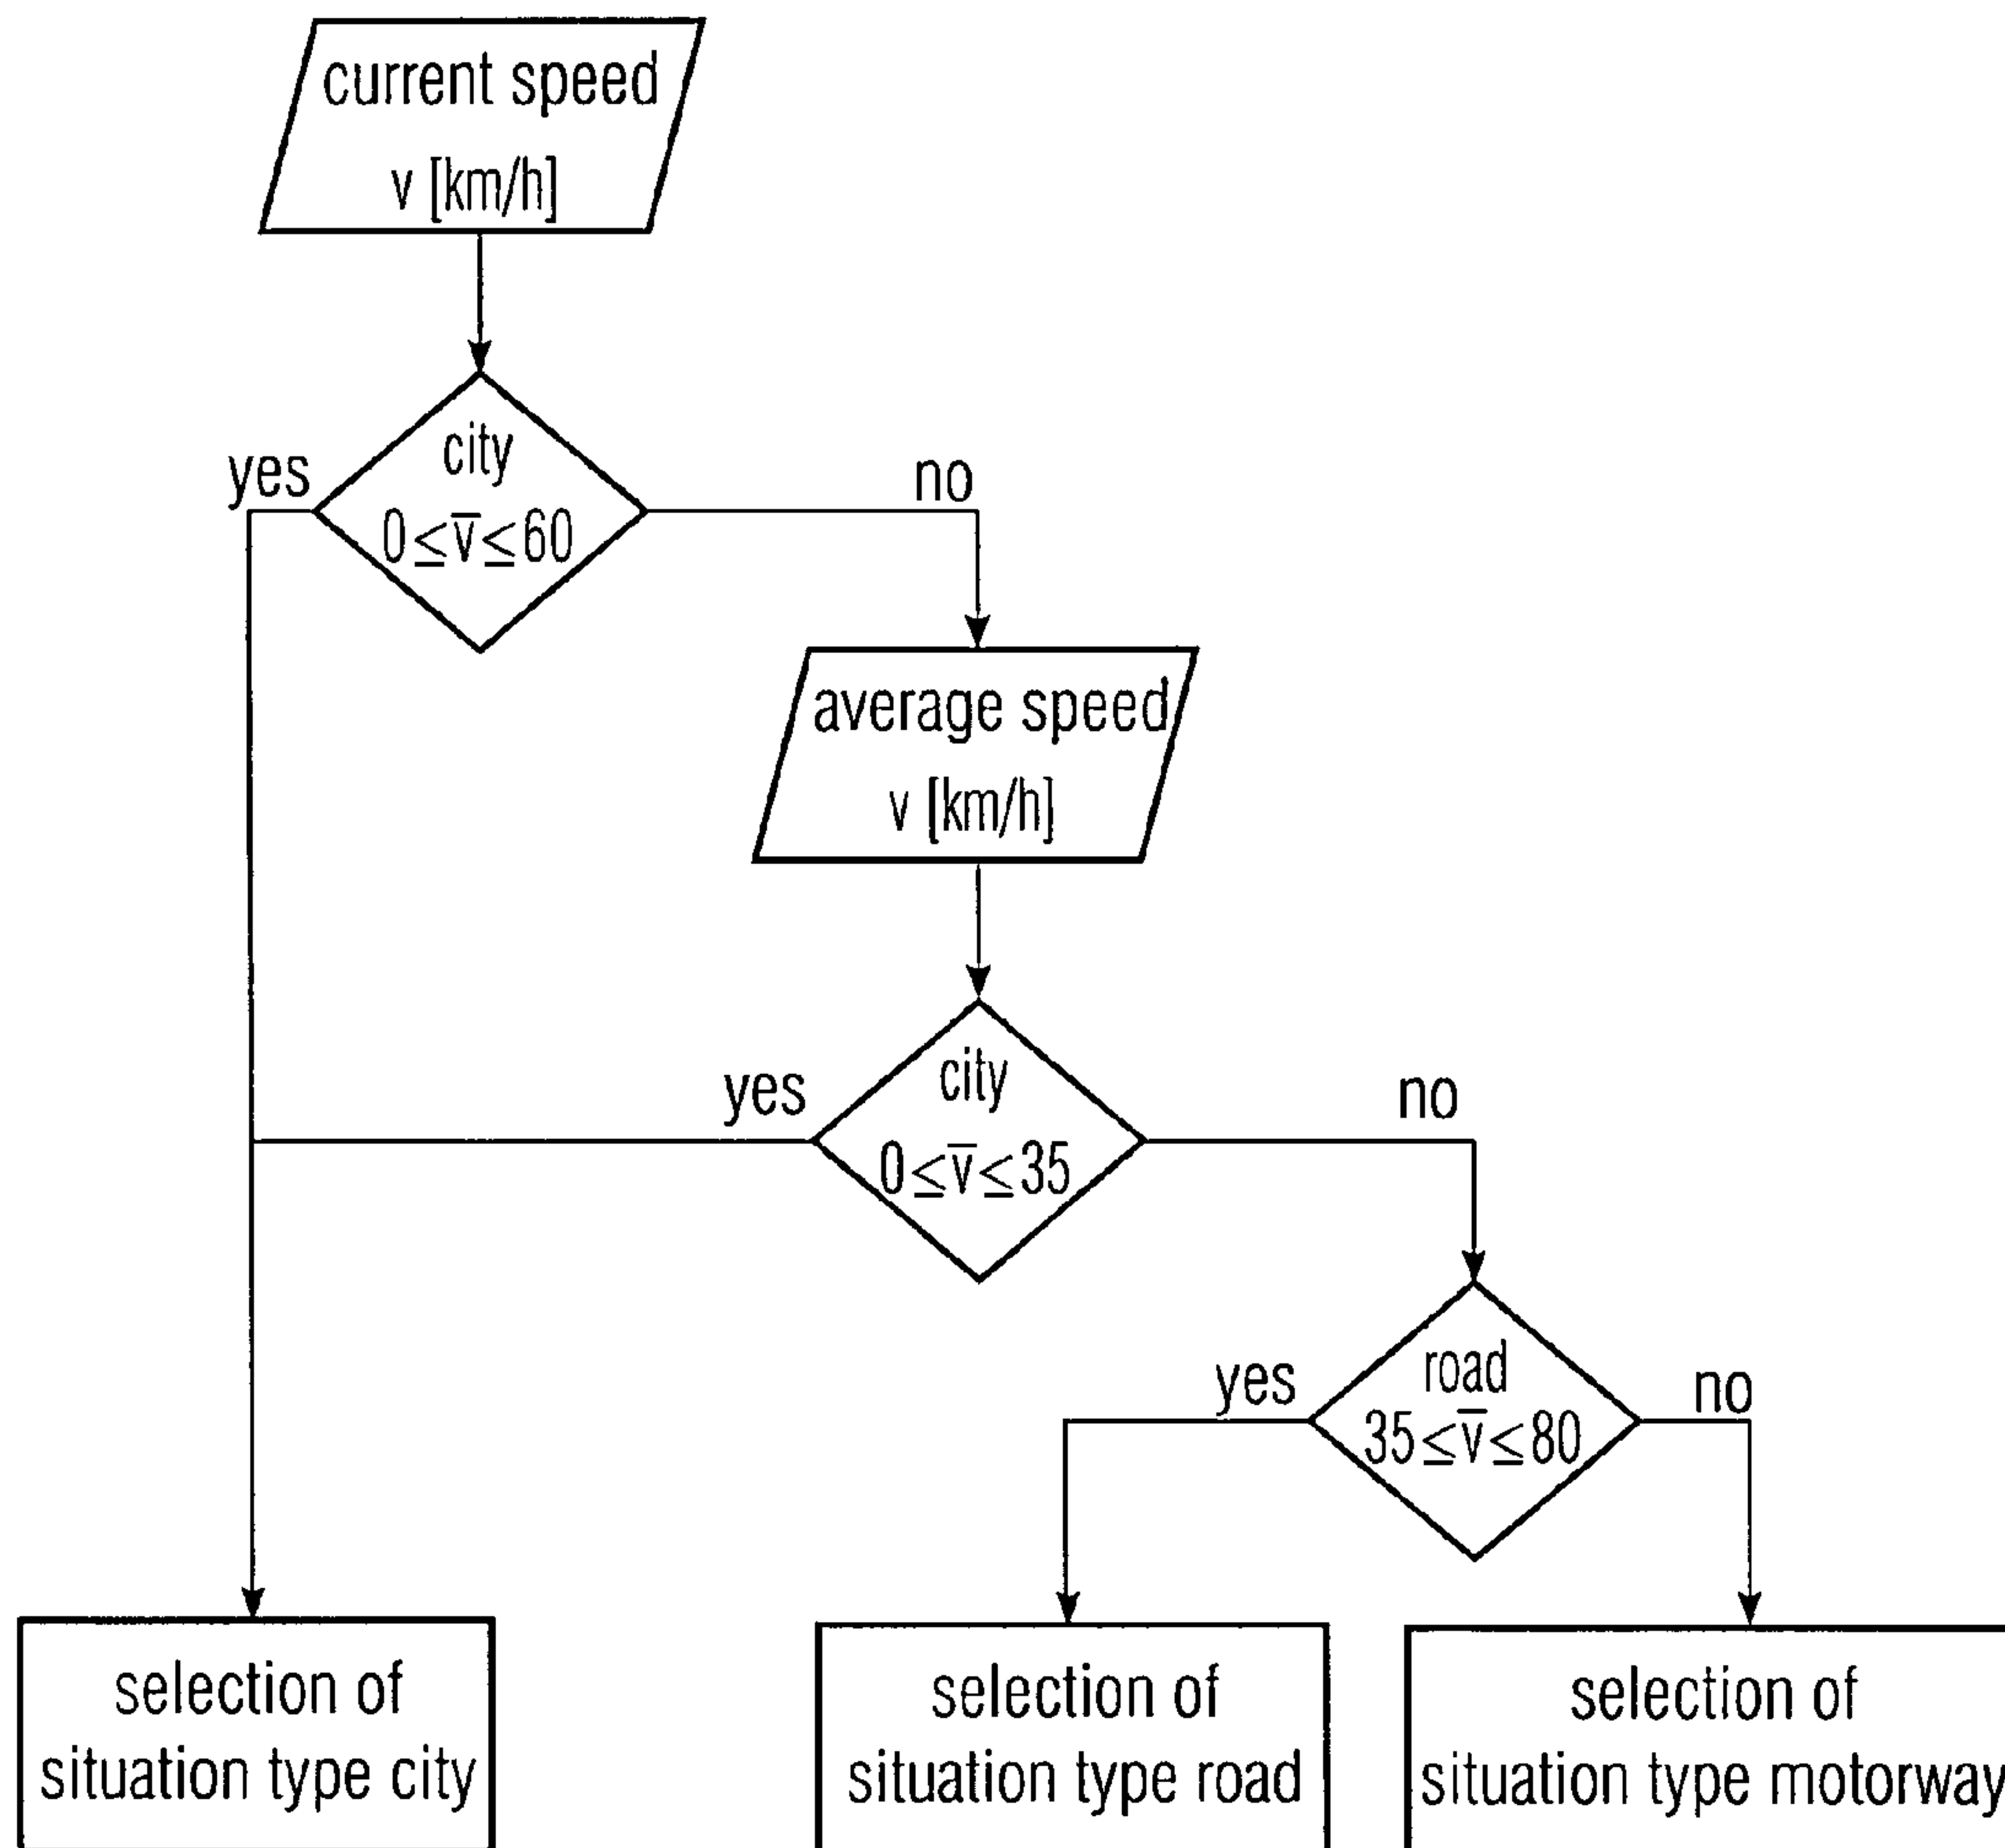 current speed
v [km/h]
city
yes
no
0≤v̅≤60
average speed
v [km/h]
city
yes
no
0≤v̅≤35
road
yes
no
35≤v̅≤80
selection of
situation type city
selection of
situation type road
selection of
situation type motorway